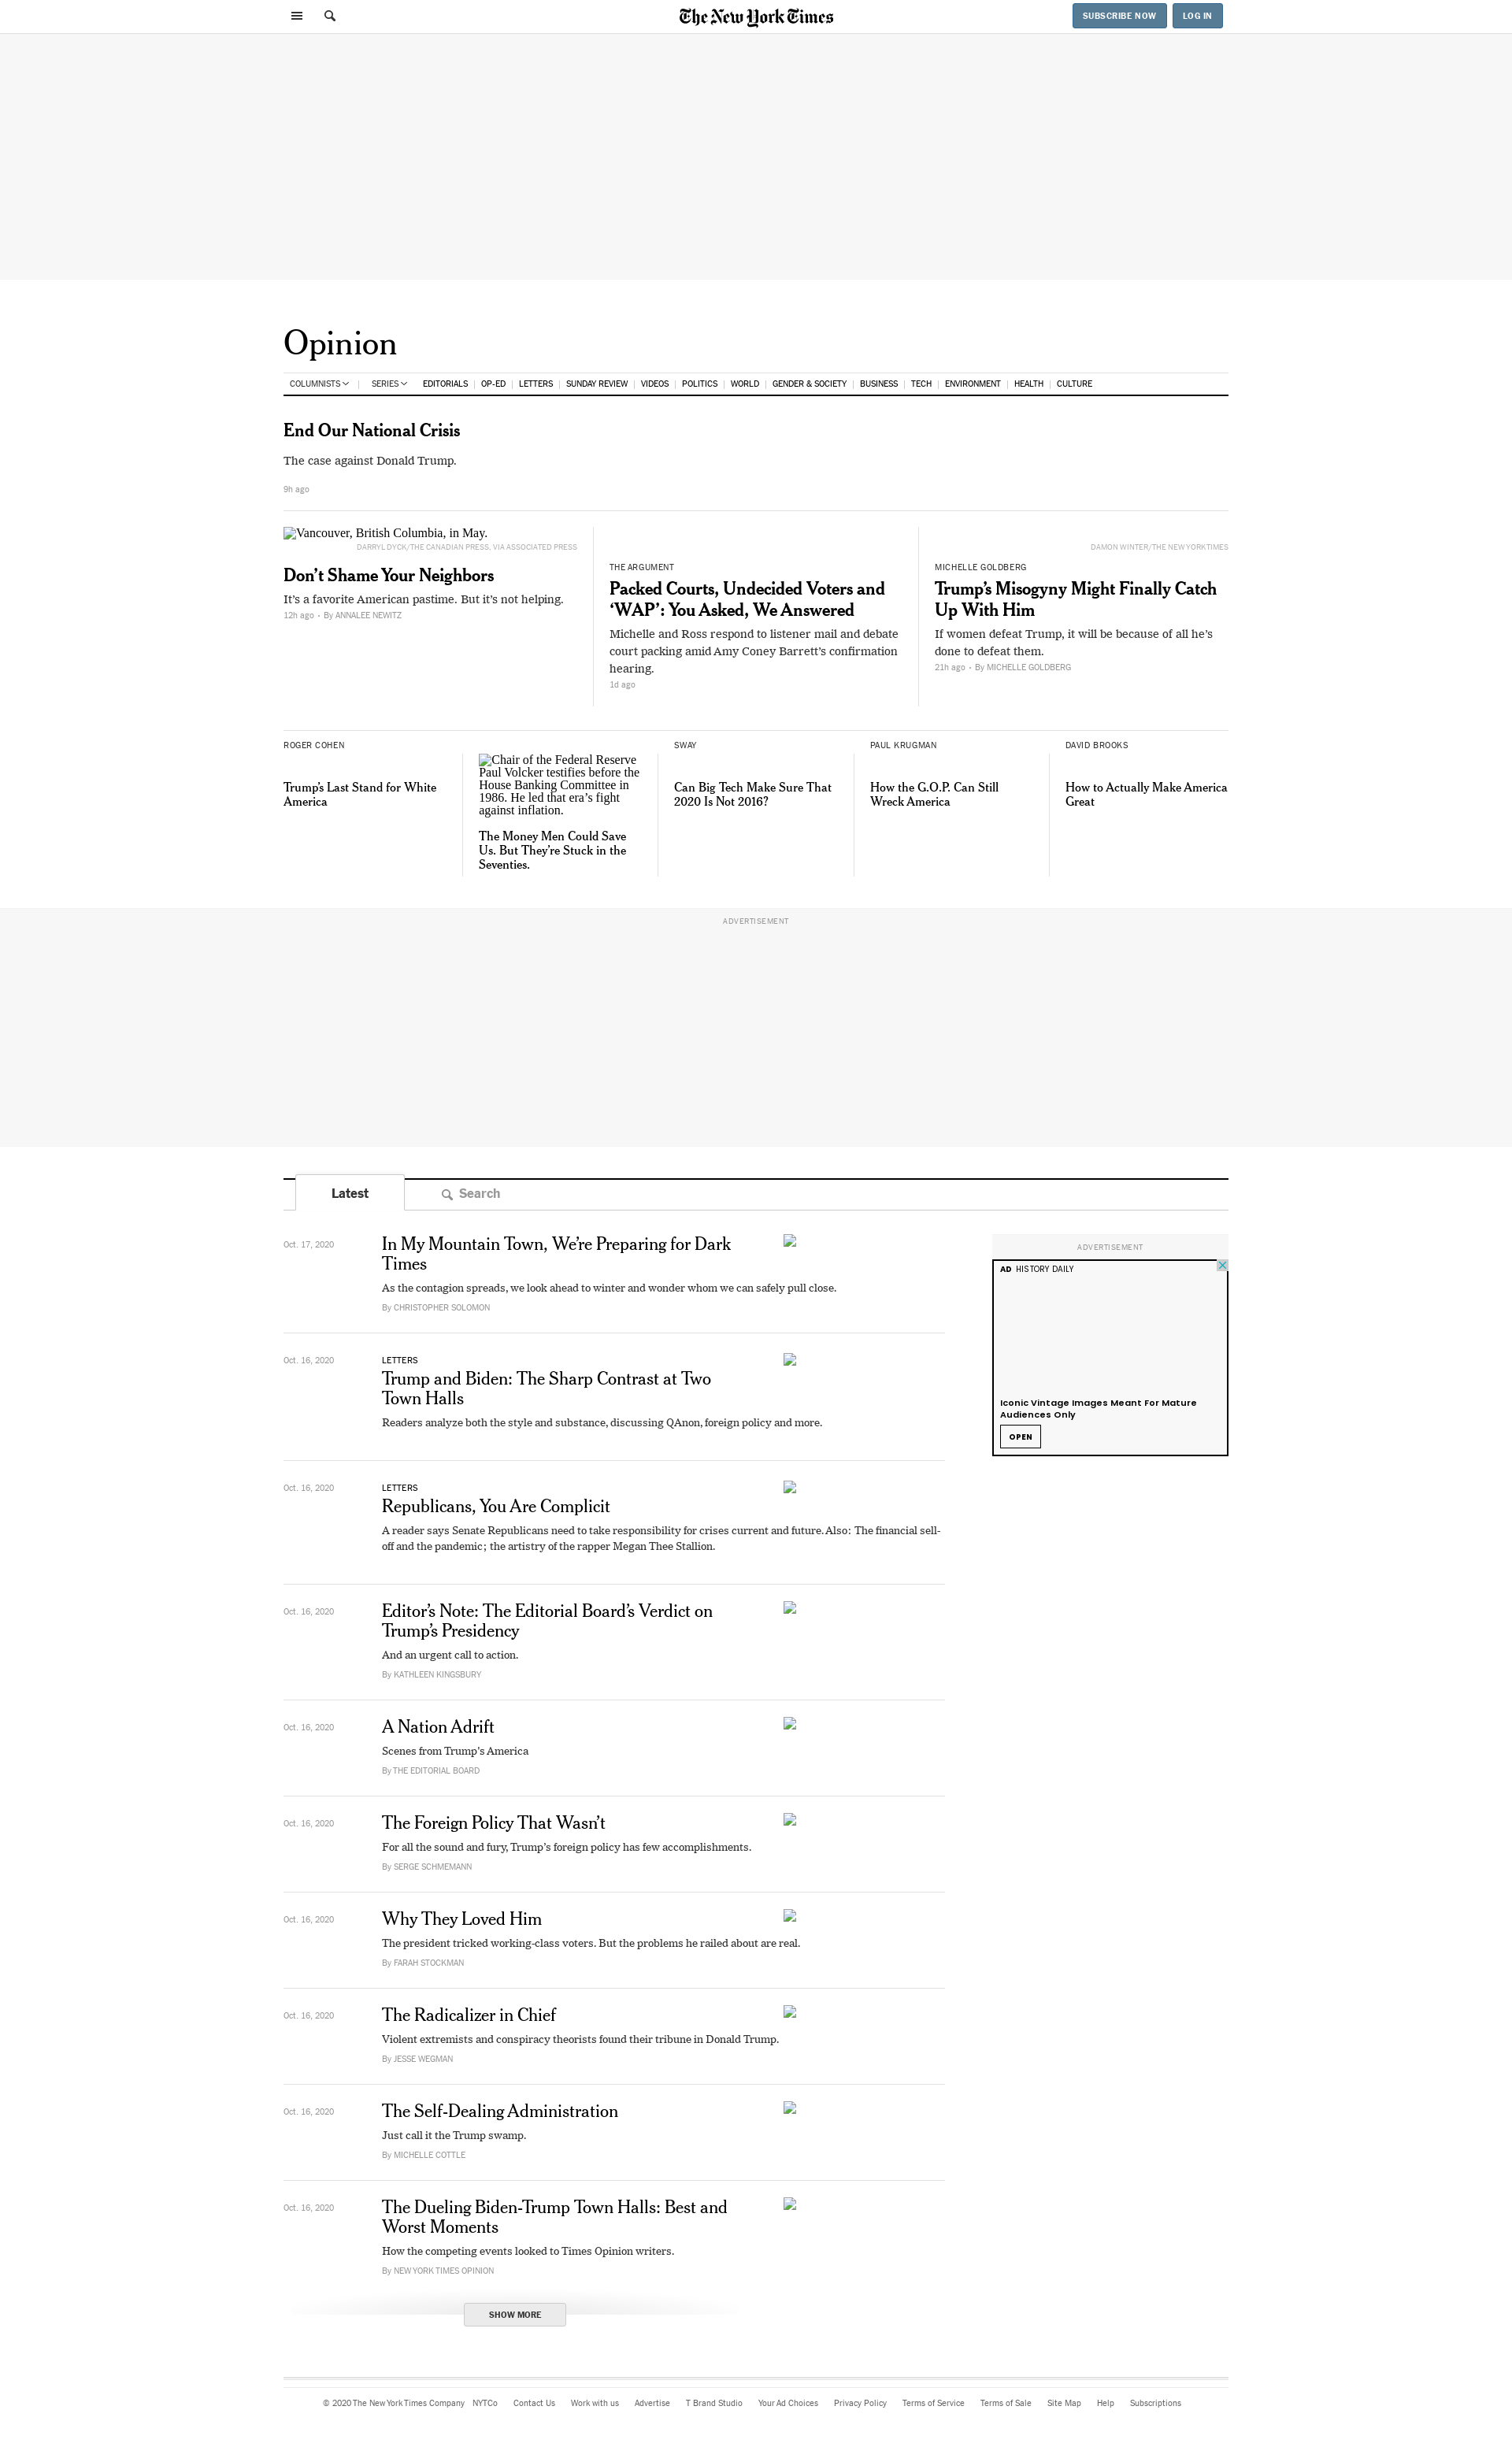 The New York Times
SUBSCRIBE NOW
LOG IN
Opinion
COLUMNISTS
SERIES
EDITORIALS
OP-ED
LETTERS
SUNDAY REVIEW
VIDEOS
POLITICS
WORLD
GENDER & SOCIETY
BUSINESS
TECH
ENVIRONMENT
HEALTH
CULTURE
End Our National Crisis
The case against Donald Trump.
9h ago
Vancouver, British Columbia, in May.
DARRYL DYCK/THE CANADIAN PRESS, VIA ASSOCIATED PRESS
Don’t Shame Your Neighbors
It’s a favorite American pastime. But it’s not helping.
12h ago • By ANNALEE NEWITZ
THE ARGUMENT
Packed Courts, Undecided Voters and
‘WAP’: You Asked, We Answered
Michelle and Ross respond to listener mail and debate
court packing amid Amy Coney Barrett’s confirmation
hearing.
1d ago
DAMON WINTER/THE NEW YORK TIMES
MICHELLE GOLDBERG
Trump’s Misogyny Might Finally Catch
Up With Him
If women defeat Trump, it will be because of all he’s
done to defeat them.
21h ago • By MICHELLE GOLDBERG
ROGER COHEN
Trump’s Last Stand for White
America
Chair of the Federal Reserve
Paul Volcker testifies before the
House Banking Committee in
1986. He led that era’s fight
against inflation.
The Money Men Could Save
Us. But They’re Stuck in the
Seventies.
SWAY
Can Big Tech Make Sure That
2020 Is Not 2016?
PAUL KRUGMAN
How the G.O.P. Can Still
Wreck America
DAVID BROOKS
How to Actually Make America
Great
ADVERTISEMENT
Latest
Search
Oct. 17, 2020
In My Mountain Town, We’re Preparing for Dark
Times
As the contagion spreads, we look ahead to winter and wonder whom we can safely pull close.
By CHRISTOPHER SOLOMON
ADVERTISEMENT
AD HISTORY DAILY
Iconic Vintage Images Meant For Mature
Audiences Only
OPEN
Oct. 16, 2020
LETTERS
Trump and Biden: The Sharp Contrast at Two
Town Halls
Readers analyze both the style and substance, discussing QAnon, foreign policy and more.
Oct. 16, 2020
LETTERS
Republicans, You Are Complicit
A reader says Senate Republicans need to take responsibility for crises current and future. Also: The financial sell-
off and the pandemic; the artistry of the rapper Megan Thee Stallion.
Oct. 16, 2020
Editor’s Note: The Editorial Board’s Verdict on
Trump’s Presidency
And an urgent call to action.
By KATHLEEN KINGSBURY
Oct. 16, 2020
A Nation Adrift
Scenes from Trump’s America
By THE EDITORIAL BOARD
Oct. 16, 2020
The Foreign Policy That Wasn’t
For all the sound and fury, Trump’s foreign policy has few accomplishments.
By SERGE SCHMEMANN
Oct. 16, 2020
Why They Loved Him
The president tricked working-class voters. But the problems he railed about are real.
By FARAH STOCKMAN
Oct. 16, 2020
The Radicalizer in Chief
Violent extremists and conspiracy theorists found their tribune in Donald Trump.
By JESSE WEGMAN
Oct. 16, 2020
The Self-Dealing Administration
Just call it the Trump swamp.
By MICHELLE COTTLE
Oct. 16, 2020
The Dueling Biden-Trump Town Halls: Best and
Worst Moments
How the competing events looked to Times Opinion writers.
By NEW YORK TIMES OPINION
SHOW MORE
© 2020 The New York Times Company
NYTCo
Contact Us
Work with us
Advertise
T Brand Studio
Your Ad Choices
Privacy Policy
Terms of Service
Terms of Sale
Site Map
Help
Subscriptions